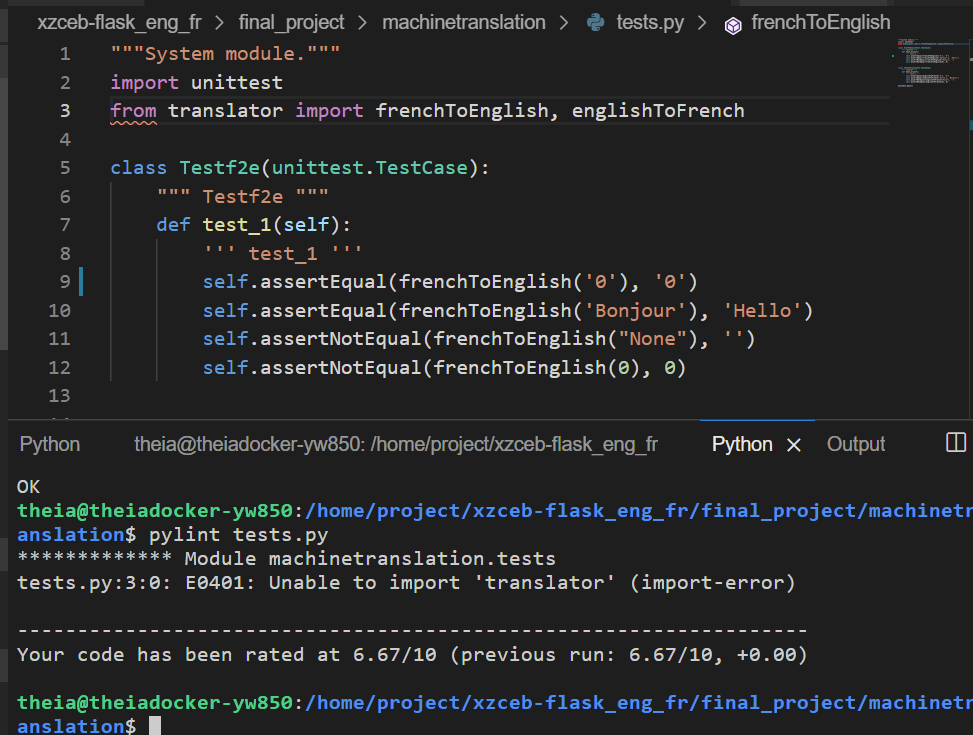 xzceb-flask_eng_fr > final_project > machinetranslation > tests.py > frenchToEnglish
1 """System module."""
2 import unittest
3 from translator import frenchToEnglish, englishToFrench
4
5 class Testf2e(unittest.TestCase):
6 """ Testf2e """
7 def test_1(self):
8 ''' test_1 '''
9 self.assertEqual(frenchToEnglish('0'), '0')
10 self.assertEqual(frenchToEnglish('Bonjour'), 'Hello')
11 self.assertNotEqual(frenchToEnglish("None"), '')
12 self.assertNotEqual(frenchToEnglish(0), 0)
13
Python theia@theiadocker-yw850: /home/project/xzceb-flask_eng_fr Python × Output
OK
theia@theiadocker-yw850:/home/project/xzceb-flask_eng_fr/final_project/machinetr
anslation$ pylint tests.py
************* Module machinetranslation.tests
tests.py:3:0: E0401: Unable to import 'translator' (import-error)
------------------------------------------------------------------
Your code has been rated at 6.67/10 (previous run: 6.67/10, +0.00)
theia@theiadocker-yw850:/home/project/xzceb-flask_eng_fr/final_project/machinetr
anslation$